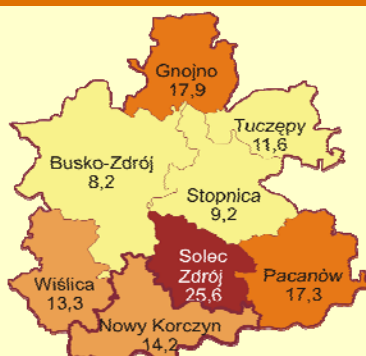 Gnojno
17,9
Tuczępy
11,6
Busko-Zdrój
8,2
Stopnica
9,2
Solec
Zdrój
25,6
Pacanów
17,3
Wiślica
13,3
Nowy Korczyn
14,2